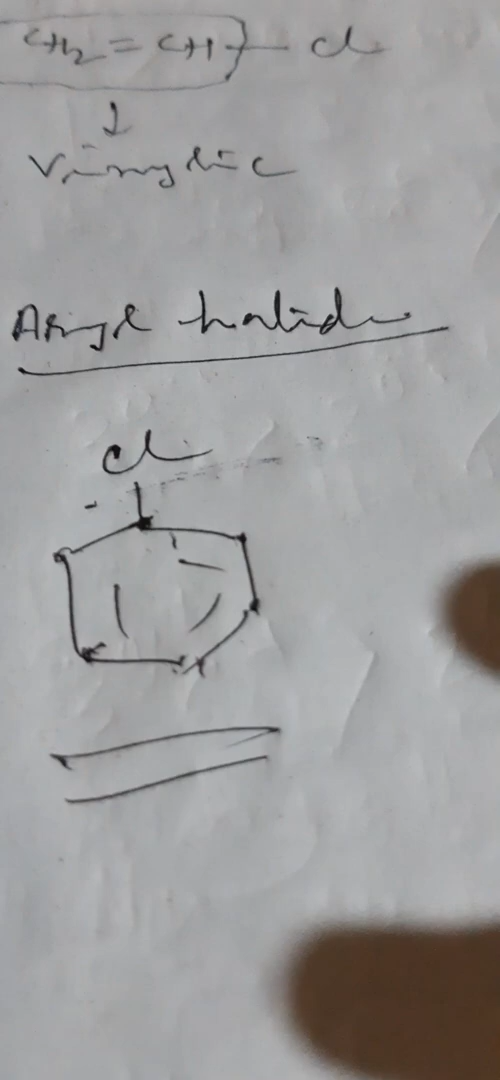 CH2 = CH}— Cl
Vinylic
Aryl halide
Cl